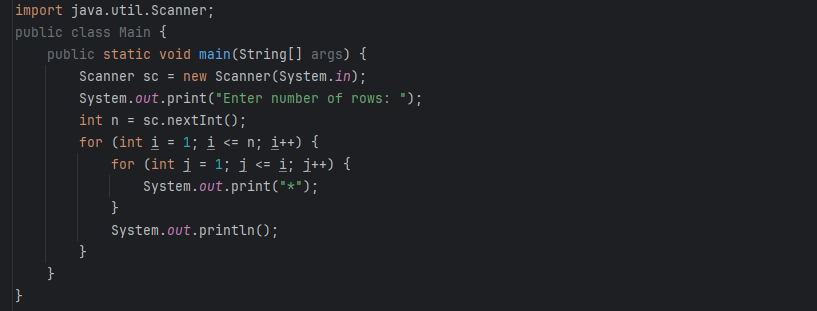 import java.util.Scanner;
public class Main {
    public static void main(String[] args) {
        Scanner sc = new Scanner(System.in);
        System.out.print("Enter number of rows: ");
        int n = sc.nextInt();
        for (int i = 1; i <= n; i++) {
            for (int j = 1; j <= i; j++) {
                System.out.print("*");
            }
            System.out.println();
        }
    }
}